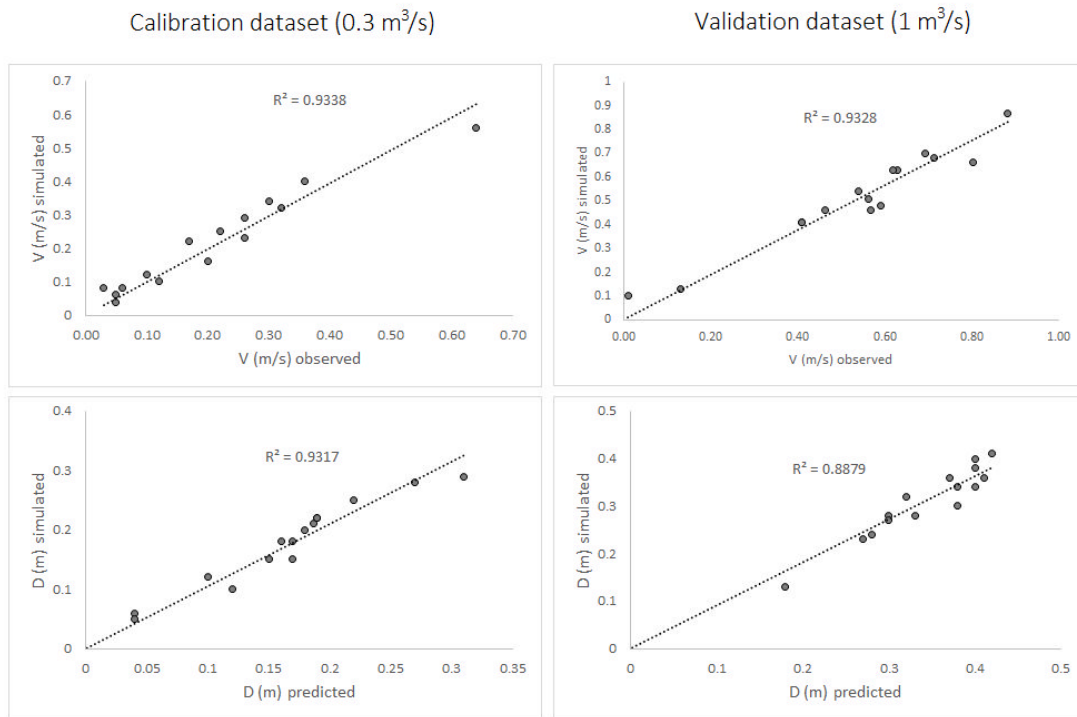 Calibration dataset (0.3 m³/s)
Validation dataset (1 m³/s)
0.7
0.6
0.5
0.4
0.3
0.2
0.1
0
V (m/s) simulated
R² = 0.9338
0.00 0.10 0.20 0.30 0.40 0.50 0.60 0.70
V (m/s) observed
1
0.9
0.8
0.7
0.6
0.5
0.4
0.3
0.2
0.1
0
V (m/s) simulated
R² = 0.9328
0.00 0.20 0.40 0.60 0.80 1.00
V (m/s) observed
0.4
0.3
0.2
0.1
0
D (m) simulated
R² = 0.9317
0 0.05 0.1 0.15 0.2 0.25 0.3 0.35
D (m) predicted
0.5
0.4
0.3
0.2
0.1
0
D (m) simulated
R² = 0.8879
0 0.1 0.2 0.3 0.4 0.5
D (m) predicted